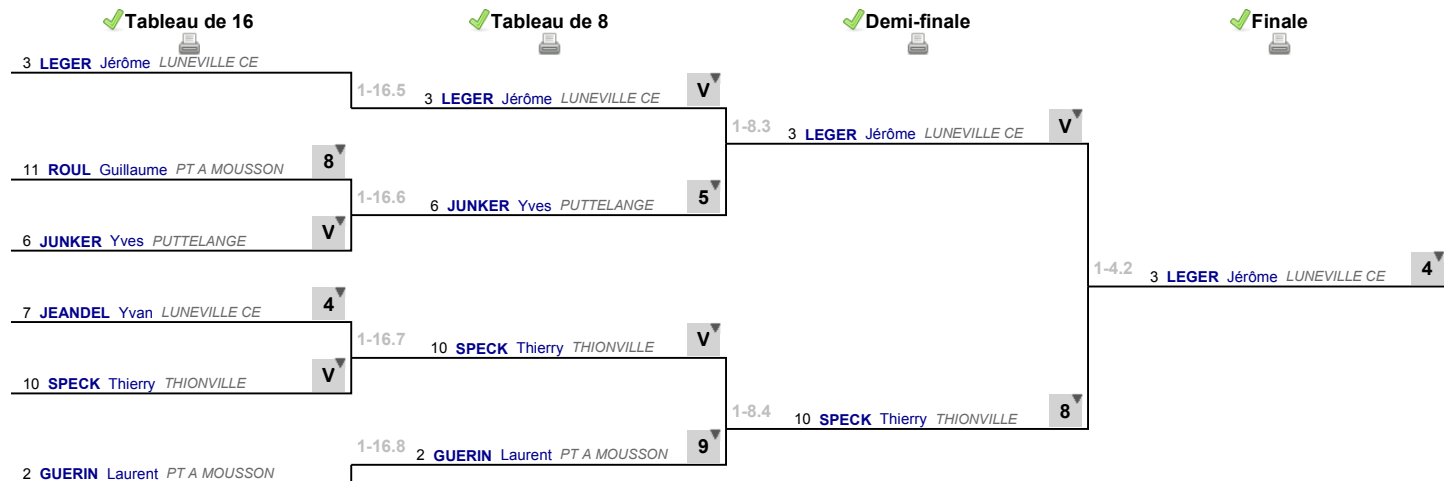 Tableau de 16
Tableau de 8
Demi-finale
Finale
3 LEGER Jérôme LUNEVILLE CE
1-16.5
3 LEGER Jérôme LUNEVILLE CE V
1-8.3
3 LEGER Jérôme LUNEVILLE CE V
11 ROUL Guillaume PT A MOUSSON 8
1-16.6
6 JUNKER Yves PUTTELANGE 5
6 JUNKER Yves PUTTELANGE V
1-4.2
3 LEGER Jérôme LUNEVILLE CE 4
7 JEANDEL Yvan LUNEVILLE CE 4
1-16.7
10 SPECK Thierry THIONVILLE V
10 SPECK Thierry THIONVILLE V
1-8.4
10 SPECK Thierry THIONVILLE 8
1-16.8
2 GUERIN Laurent PT A MOUSSON 9
2 GUERIN Laurent PT A MOUSSON